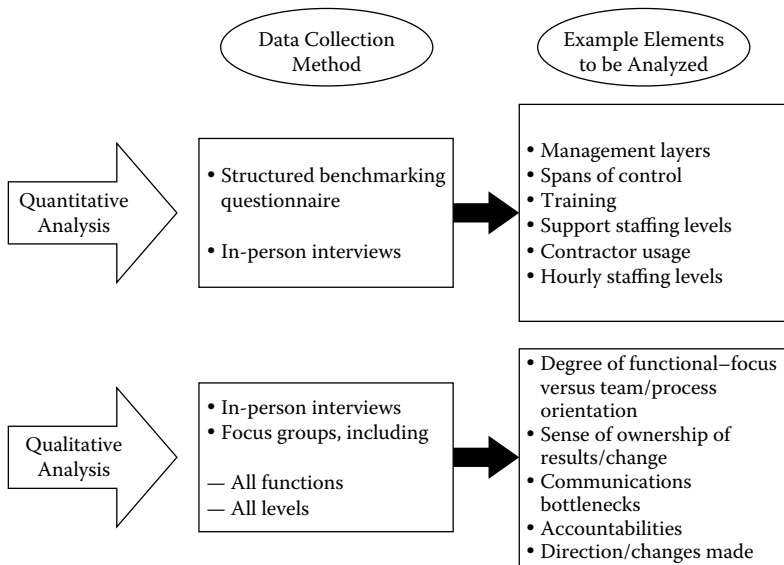 Data Collection
Method
Example Elements
to be Analyzed
Quantitative
Analysis
• Structured benchmarking
questionnaire
• In-person interviews
• Management layers
• Spans of control
• Training
• Support staffing levels
• Contractor usage
• Hourly staffing levels
Qualitative
Analysis
• In-person interviews
• Focus groups, including
— All functions
— All levels
• Degree of functional–focus
versus team/process
orientation
• Sense of ownership of
results/change
• Communications
bottlenecks
• Accountabilities
• Direction/changes made